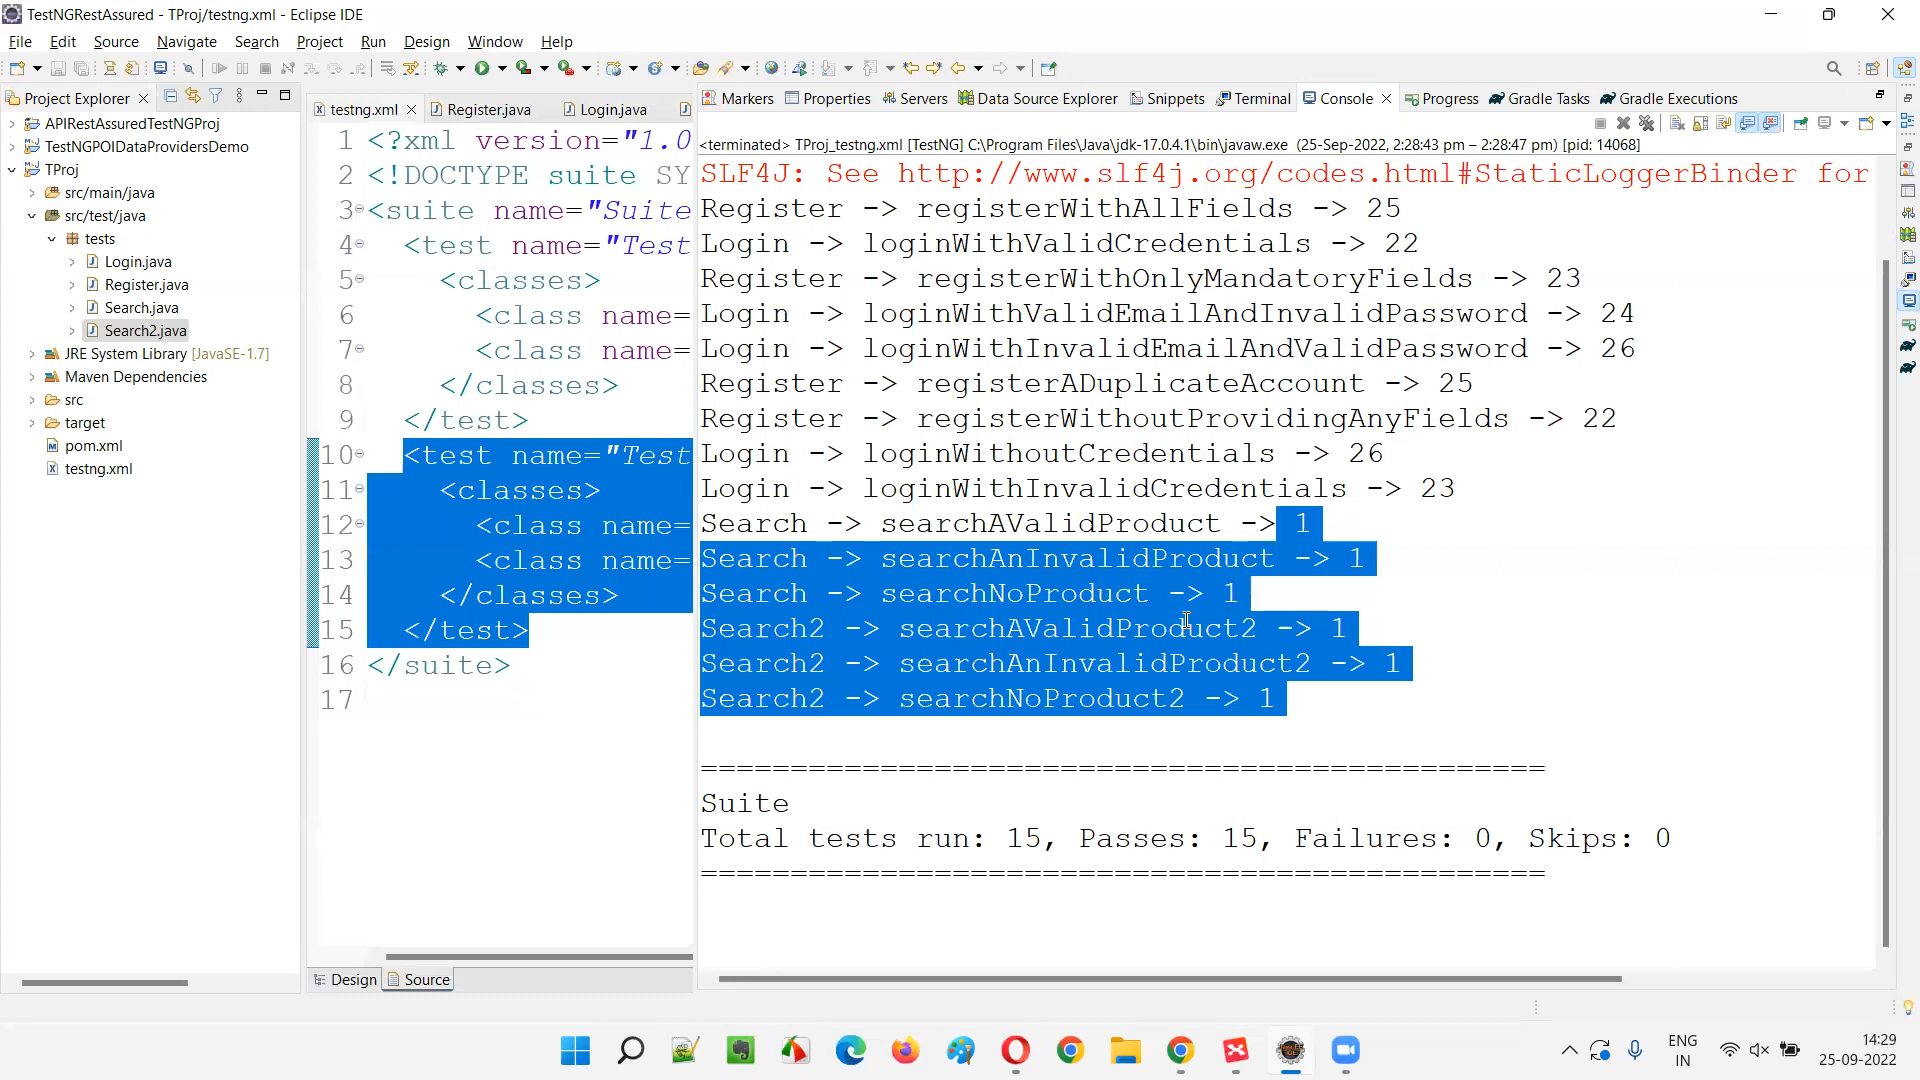 TestNGRestAssured - TProj/testng.xml - Eclipse IDE
File Edit Source Navigate Search Project Run Design Window Help
Project Explorer
APIRestAssuredTestNGProj
TestNGPOIDataProvidersDemo
TProj
src/main/java
src/test/java
tests
Login.java
Register.java
Search.java
Search2.java
JRE System Library [JavaSE-1.7]
Maven Dependencies
src
target
pom.xml
testng.xml
testng.xml Register.java Login.java
1 <?xml version="1.0
2 <!DOCTYPE suite SY
3 <suite name="Suite
4 <test name="Test
5 <classes>
6 <class name=
7 <class name=
8 </classes>
9 </test>
10 <test name="Test
11 <classes>
12 <class name=
13 <class name=
14 </classes>
15 </test>
16 </suite>
17
Design Source
Markers Properties Servers Data Source Explorer Snippets Terminal Console Progress Gradle Tasks Gradle Executions
<terminated> TProj_testng.xml [TestNG] C:\Program Files\Java\jdk-17.0.4.1\bin\javaw.exe (25-Sep-2022, 2:28:43 pm – 2:28:47 pm) [pid: 14068]
SLF4J: See http://www.slf4j.org/codes.html#StaticLoggerBinder for
Register -> registerWithAllFields -> 25
Login -> loginWithValidCredentials -> 22
Register -> registerWithOnlyMandatoryFields -> 23
Login -> loginWithValidEmailAndInvalidPassword -> 24
Login -> loginWithInvalidEmailAndValidPassword -> 26
Register -> registerADuplicateAccount -> 25
Register -> registerWithoutProvidingAnyFields -> 22
Login -> loginWithoutCredentials -> 26
Login -> loginWithInvalidCredentials -> 23
Search -> searchAValidProduct -> 1
Search -> searchAnInvalidProduct -> 1
Search -> searchNoProduct -> 1
Search2 -> searchAValidProduct2 -> 1
Search2 -> searchAnInvalidProduct2 -> 1
Search2 -> searchNoProduct2 -> 1
===============================================
Suite
Total tests run: 15, Passes: 15, Failures: 0, Skips: 0
===============================================
ENG
IN
14:29
25-09-2022